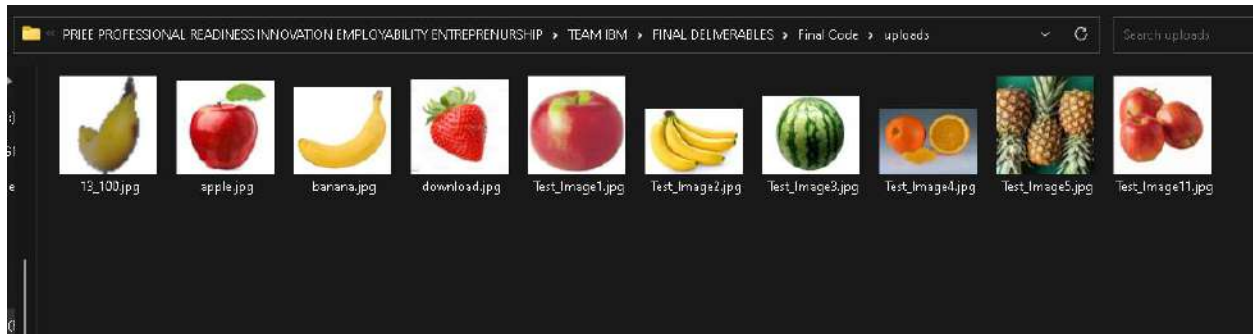 PRIEE PROFESSIONAL READINESS INNOVATION EMPLOYABILITY ENTREPRENURSHIP > TEAM IBM > FINAL DELIVERABLES > Final Code > uploads
Search uploads
13_100.jpg
apple.jpg
banana.jpg
download.jpg
Test_Image1.jpg
Test_Image2.jpg
Test_Image3.jpg
Test_Image4.jpg
Test_Image5.jpg
Test_Image11.jpg